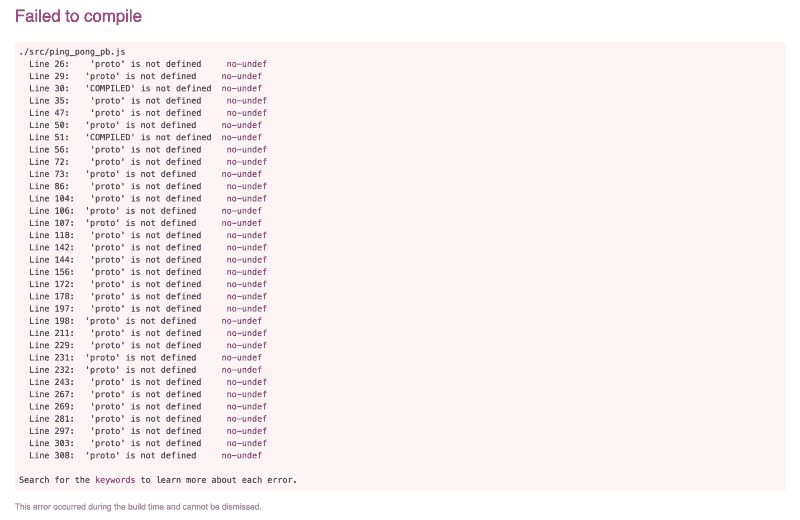 Failed to compile
./src/ping_pong_pb.js
Line 26: 'proto' is not defined no-undef
Line 29: 'proto' is not defined no-undef
Line 30: 'COMPILED' is not defined no-undef
Line 35: 'proto' is not defined no-undef
Line 47: 'proto' is not defined no-undef
Line 50: 'proto' is not defined no-undef
Line 51: 'COMPILED' is not defined no-undef
Line 56: 'proto' is not defined no-undef
Line 72: 'proto' is not defined no-undef
Line 73: 'proto' is not defined no-undef
Line 86: 'proto' is not defined no-undef
Line 104: 'proto' is not defined no-undef
Line 106: 'proto' is not defined no-undef
Line 107: 'proto' is not defined no-undef
Line 118: 'proto' is not defined no-undef
Line 142: 'proto' is not defined no-undef
Line 144: 'proto' is not defined no-undef
Line 156: 'proto' is not defined no-undef
Line 172: 'proto' is not defined no-undef
Line 178: 'proto' is not defined no-undef
Line 197: 'proto' is not defined no-undef
Line 198: 'proto' is not defined no-undef
Line 211: 'proto' is not defined no-undef
Line 229: 'proto' is not defined no-undef
Line 231: 'proto' is not defined no-undef
Line 232: 'proto' is not defined no-undef
Line 243: 'proto' is not defined no-undef
Line 267: 'proto' is not defined no-undef
Line 269: 'proto' is not defined no-undef
Line 281: 'proto' is not defined no-undef
Line 297: 'proto' is not defined no-undef
Line 303: 'proto' is not defined no-undef
Line 308: 'proto' is not defined no-undef
Search for the keywords to learn more about each error.
This error occurred during the build time and cannot be dismissed.